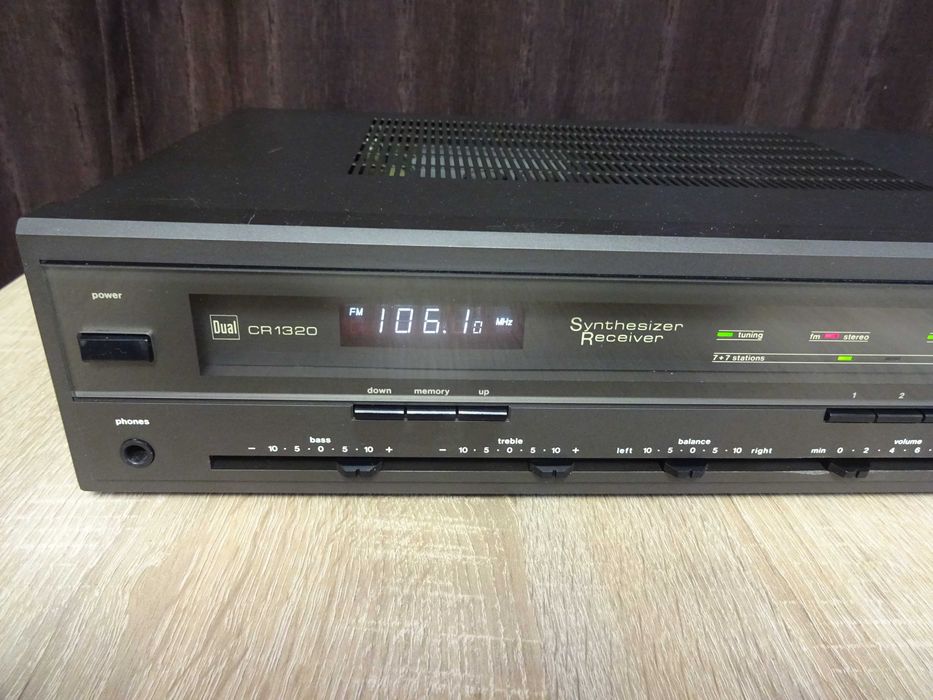 power
Dual CR1320
FM 106.10 MHz
Synthesizer
Receiver
tuning
fm stereo
7+7 stations
down memory up
1 2
phones
bass
– 10 · 5 · 0 · 5 · 10 +
treble
– 10 · 5 · 0 · 5 · 10 +
balance
left 10 · 5 · 0 · 5 · 10 right
volume
min 0 · 2 · 4 · 6 ·